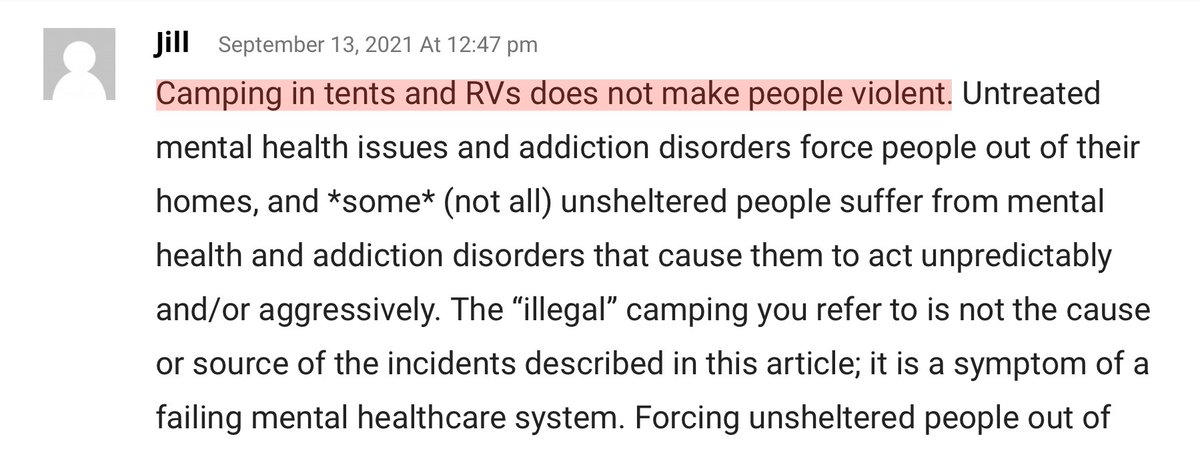 Jill September 13, 2021 At 12:47 pm
Camping in tents and RVs does not make people violent. Untreated
mental health issues and addiction disorders force people out of their
homes, and *some* (not all) unsheltered people suffer from mental
health and addiction disorders that cause them to act unpredictably
and/or aggressively. The “illegal” camping you refer to is not the cause
or source of the incidents described in this article; it is a symptom of a
failing mental healthcare system. Forcing unsheltered people out of